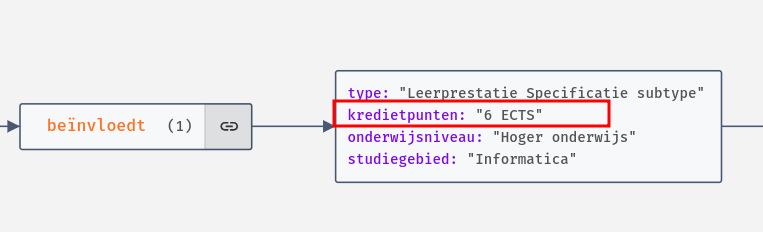 beïnvloedt (1)
type: "Leerprestatie Specificatie subtype"
kredietpunten: "6 ECTS"
onderwijsniveau: "Hoger onderwijs"
studiegebied: "Informatica"